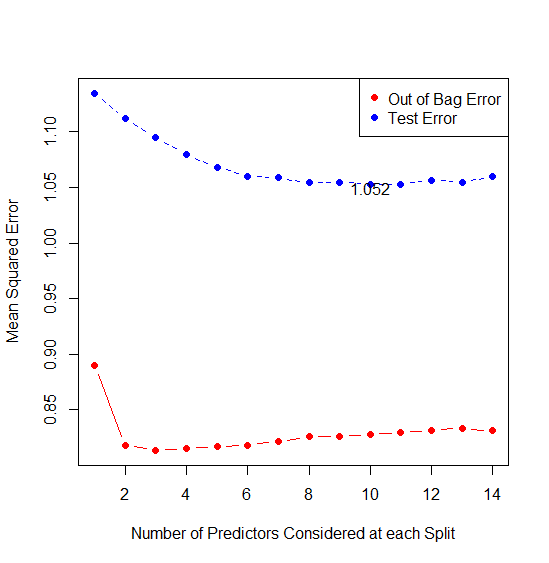 Out of Bag Error
Test Error
1.052
Mean Squared Error
1.10
1.05
1.00
0.95
0.90
0.85
2 4 6 8 10 12 14
Number of Predictors Considered at each Split